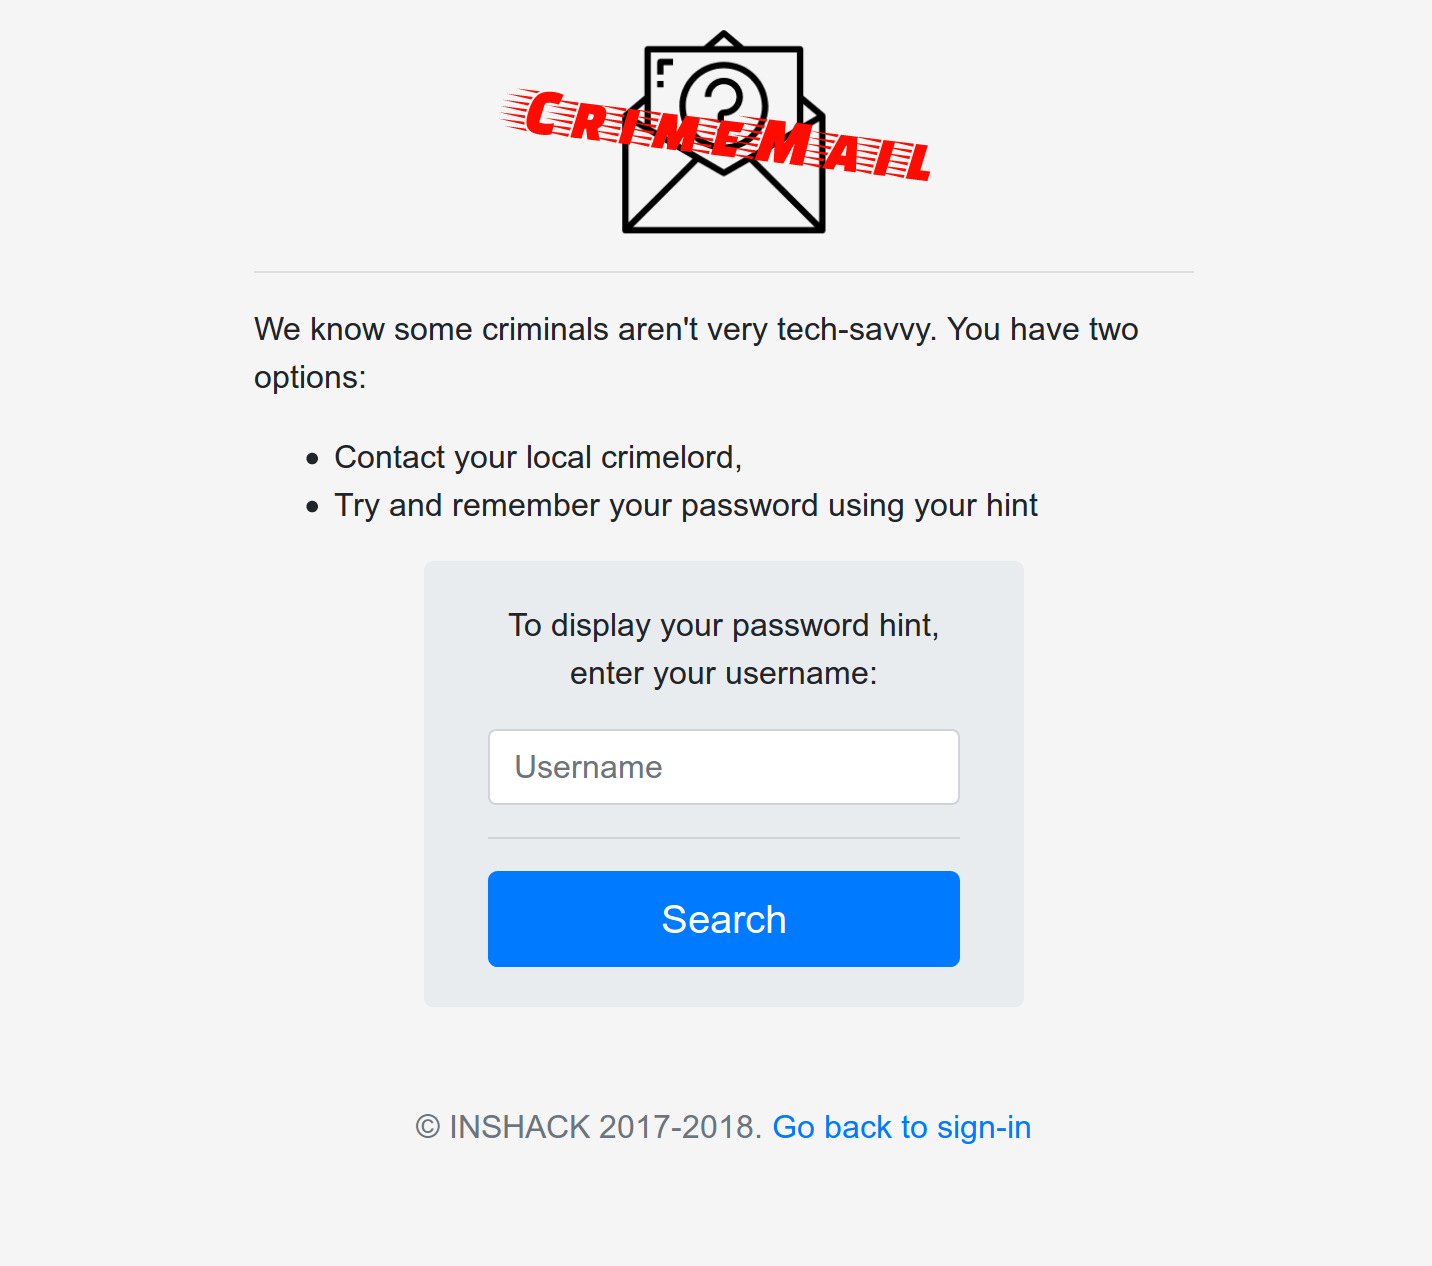 CrimeMail
We know some criminals aren't very tech-savvy. You have two
options:
Contact your local crimelord,
Try and remember your password using your hint
To display your password hint,
enter your username:
Username
Search
© INSHACK 2017-2018. Go back to sign-in